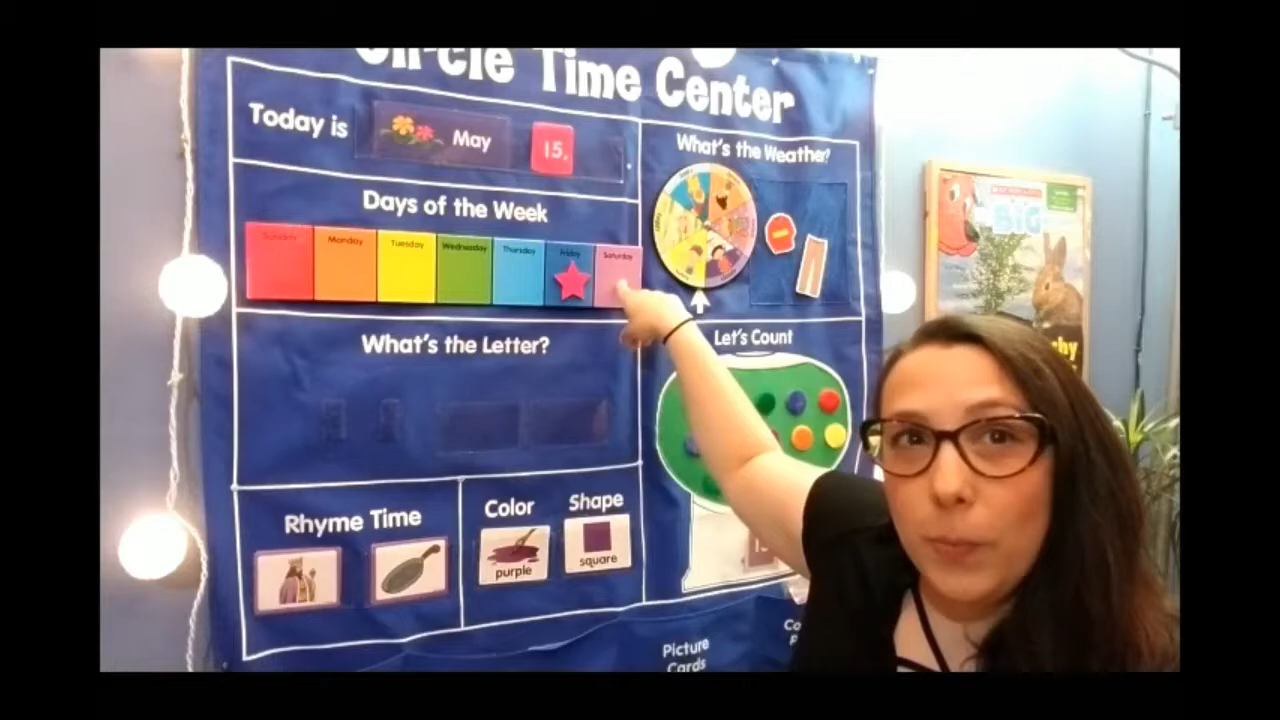 Circle Time Center
Today is
May
15.
What's the Weather?
Days of the Week
Sunday
Monday
Tuesday
Wednesday
Thursday
Friday
Saturday
What's the Letter?
Let's Count
Rhyme Time
Color
Shape
purple
square
Picture
Cards
BIG